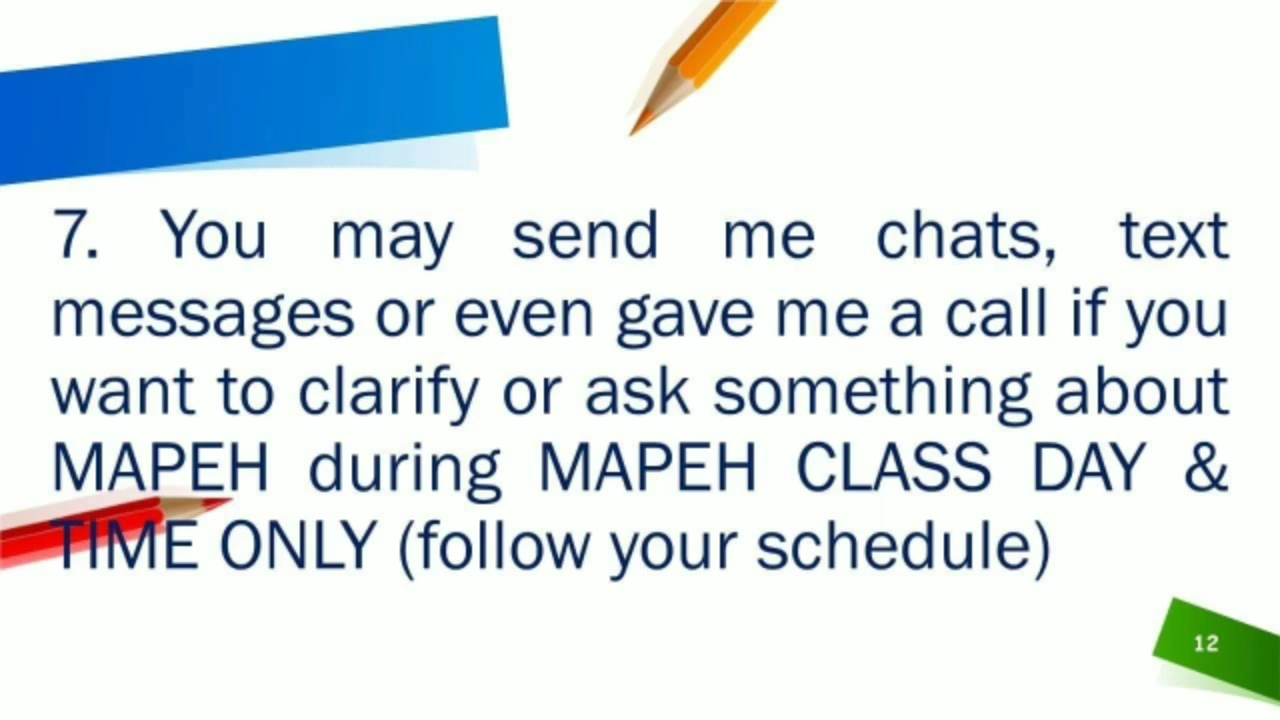 7. You may send me chats, text
messages or even gave me a call if you
want to clarify or ask something about
MAPEH during MAPEH CLASS DAY &
TIME ONLY (follow your schedule)
12